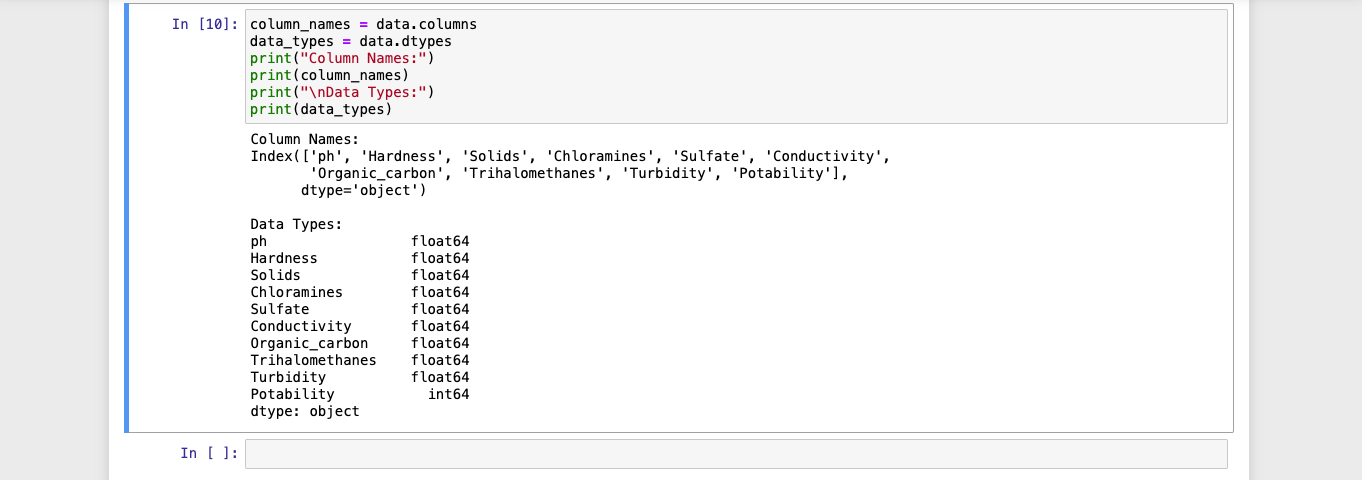 In [10]:
column_names = data.columns
data_types = data.dtypes
print("Column Names:")
print(column_names)
print("\nData Types:")
print(data_types)
Column Names:
Index(['ph', 'Hardness', 'Solids', 'Chloramines', 'Sulfate', 'Conductivity',
       'Organic_carbon', 'Trihalomethanes', 'Turbidity', 'Potability'],
      dtype='object')
Data Types:
ph                 float64
Hardness           float64
Solids             float64
Chloramines        float64
Sulfate            float64
Conductivity       float64
Organic_carbon     float64
Trihalomethanes    float64
Turbidity          float64
Potability           int64
dtype: object
In [ ]: